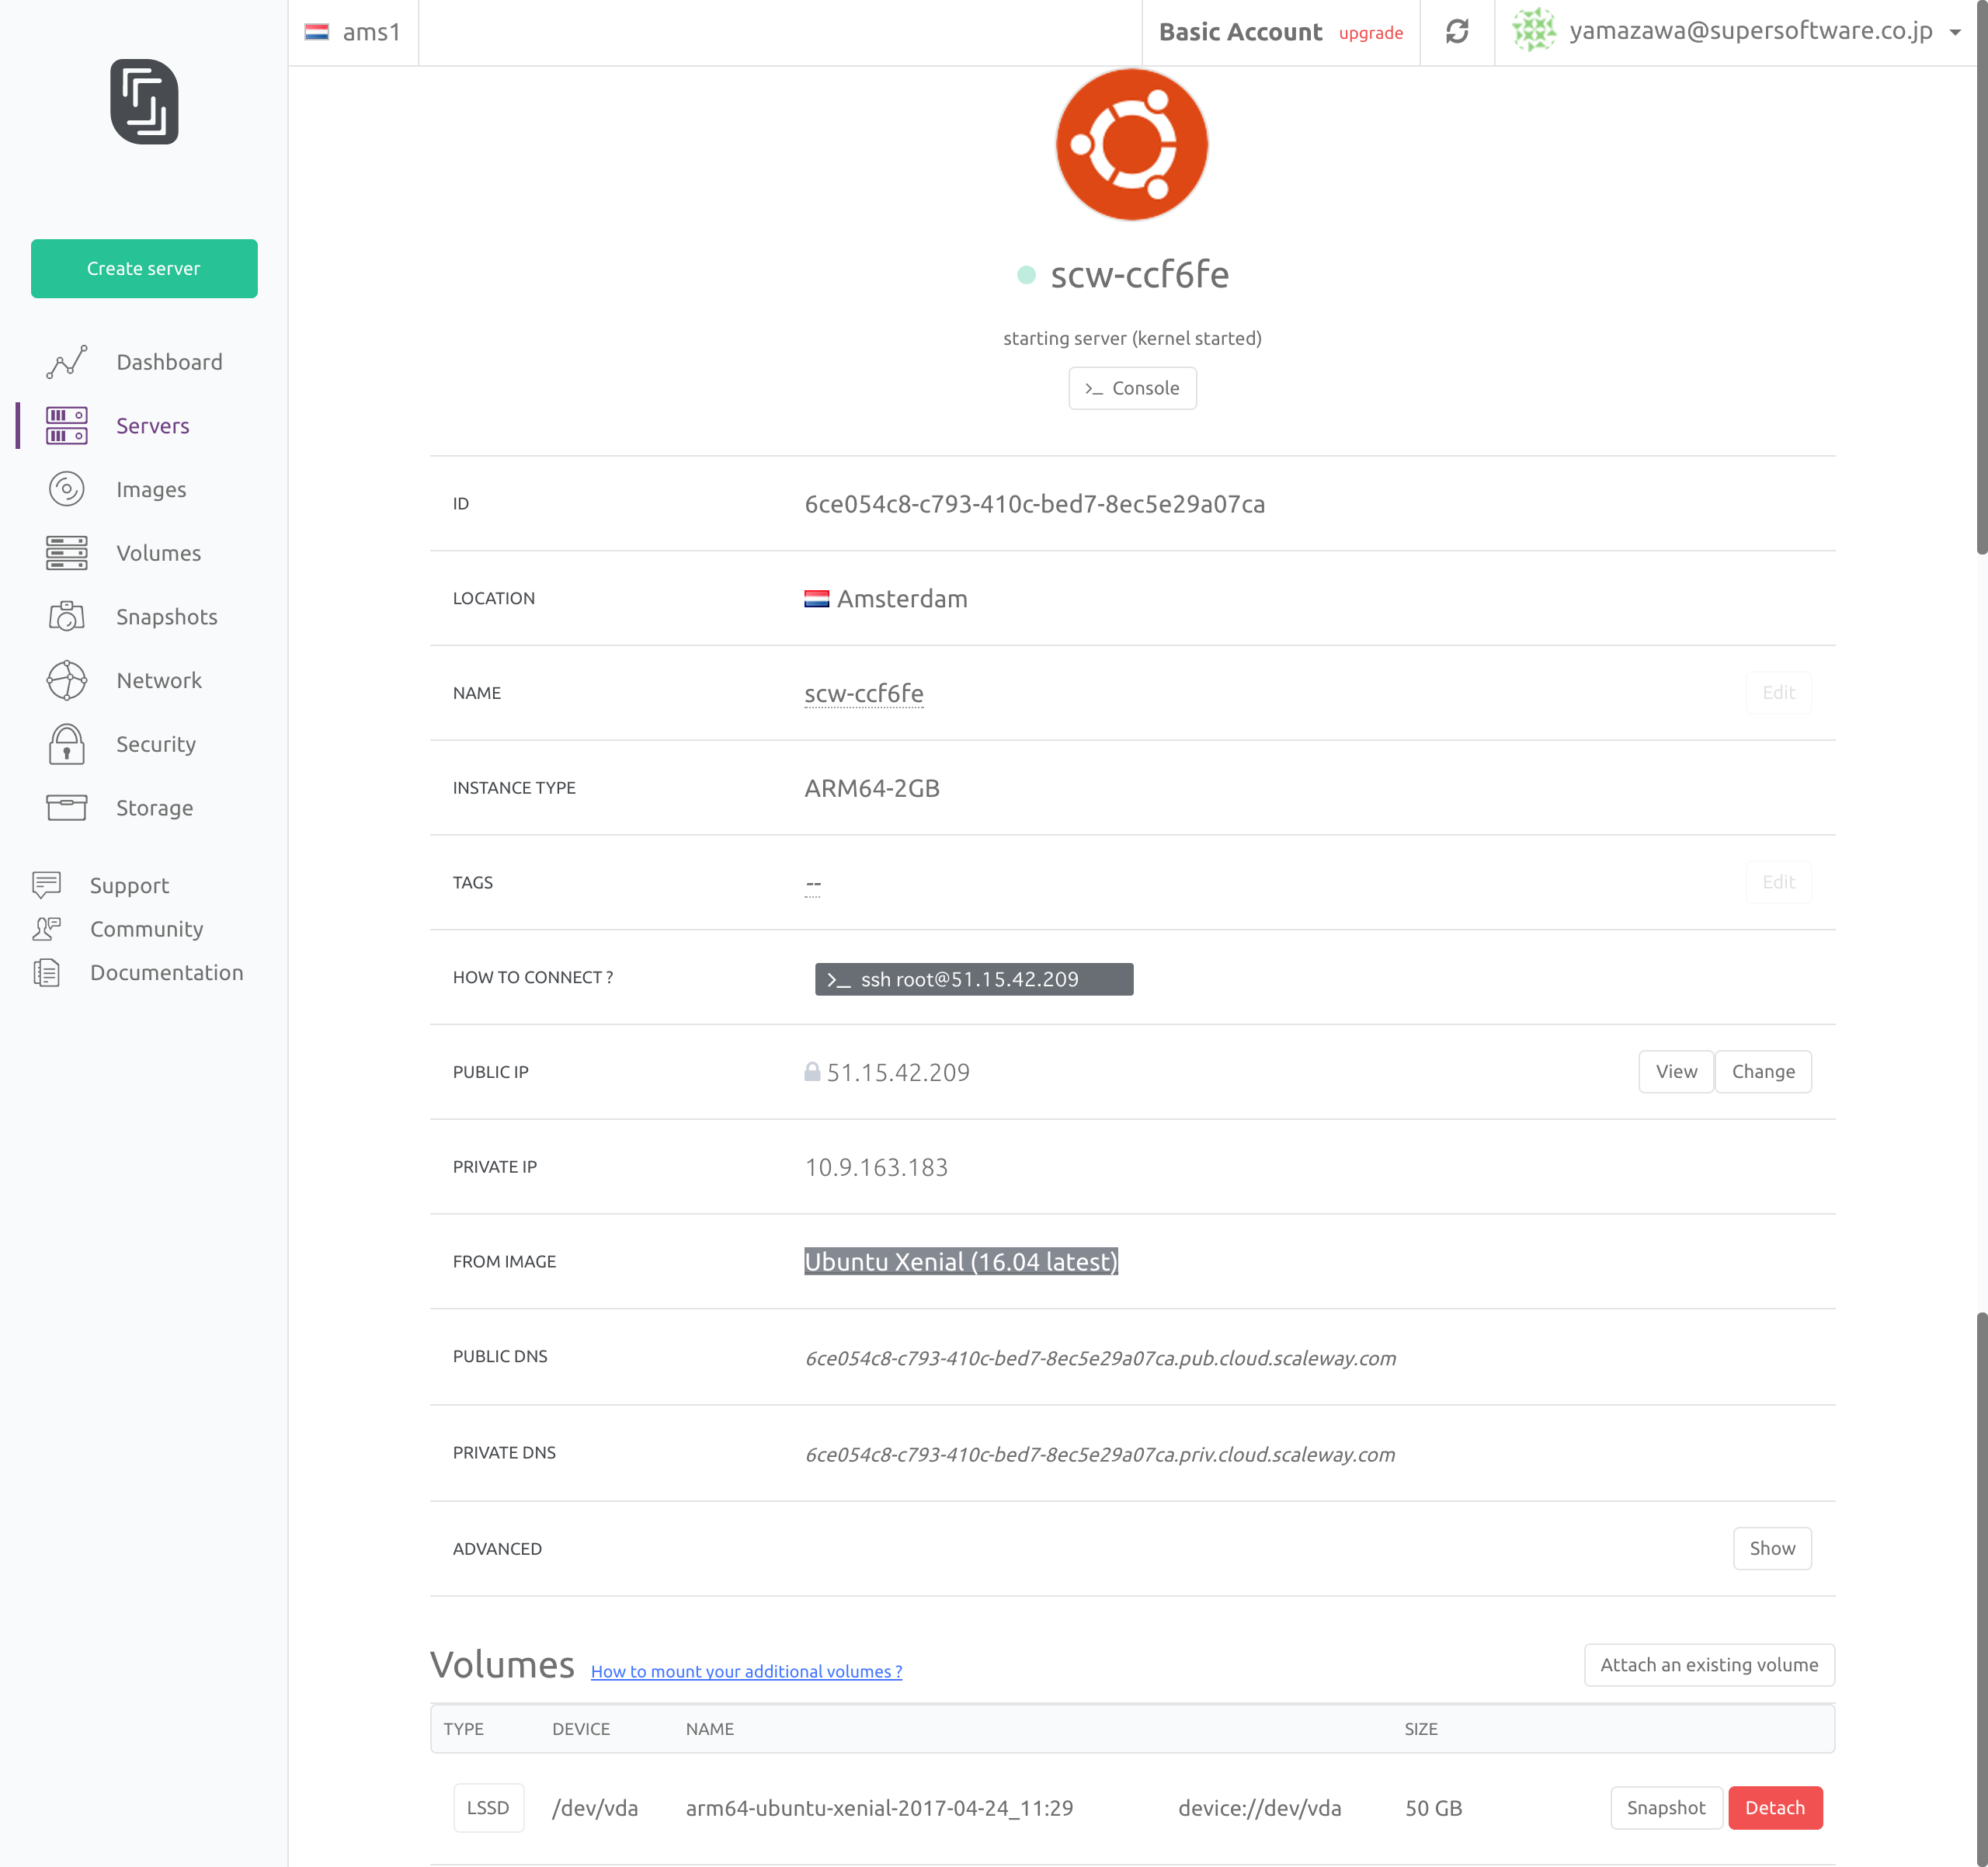 ams1
Basic Account upgrade
yamazawa@supersoftware.co.jp
Create server
Dashboard
Servers
Images
Volumes
Snapshots
Network
Security
Storage
Support
Community
Documentation
scw-ccf6fe
starting server (kernel started)
>_ Console
ID 6ce054c8-c793-410c-bed7-8ec5e29a07ca
LOCATION Amsterdam
NAME scw-ccf6fe Edit
INSTANCE TYPE ARM64-2GB
TAGS -- Edit
HOW TO CONNECT ? >_ ssh root@51.15.42.209
PUBLIC IP 51.15.42.209 View Change
PRIVATE IP 10.9.163.183
FROM IMAGE Ubuntu Xenial (16.04 latest)
PUBLIC DNS 6ce054c8-c793-410c-bed7-8ec5e29a07ca.pub.cloud.scaleway.com
PRIVATE DNS 6ce054c8-c793-410c-bed7-8ec5e29a07ca.priv.cloud.scaleway.com
ADVANCED Show
Volumes How to mount your additional volumes ? Attach an existing volume
TYPE DEVICE NAME SIZE
LSSD /dev/vda arm64-ubuntu-xenial-2017-04-24_11:29 device://dev/vda 50 GB Snapshot Detach